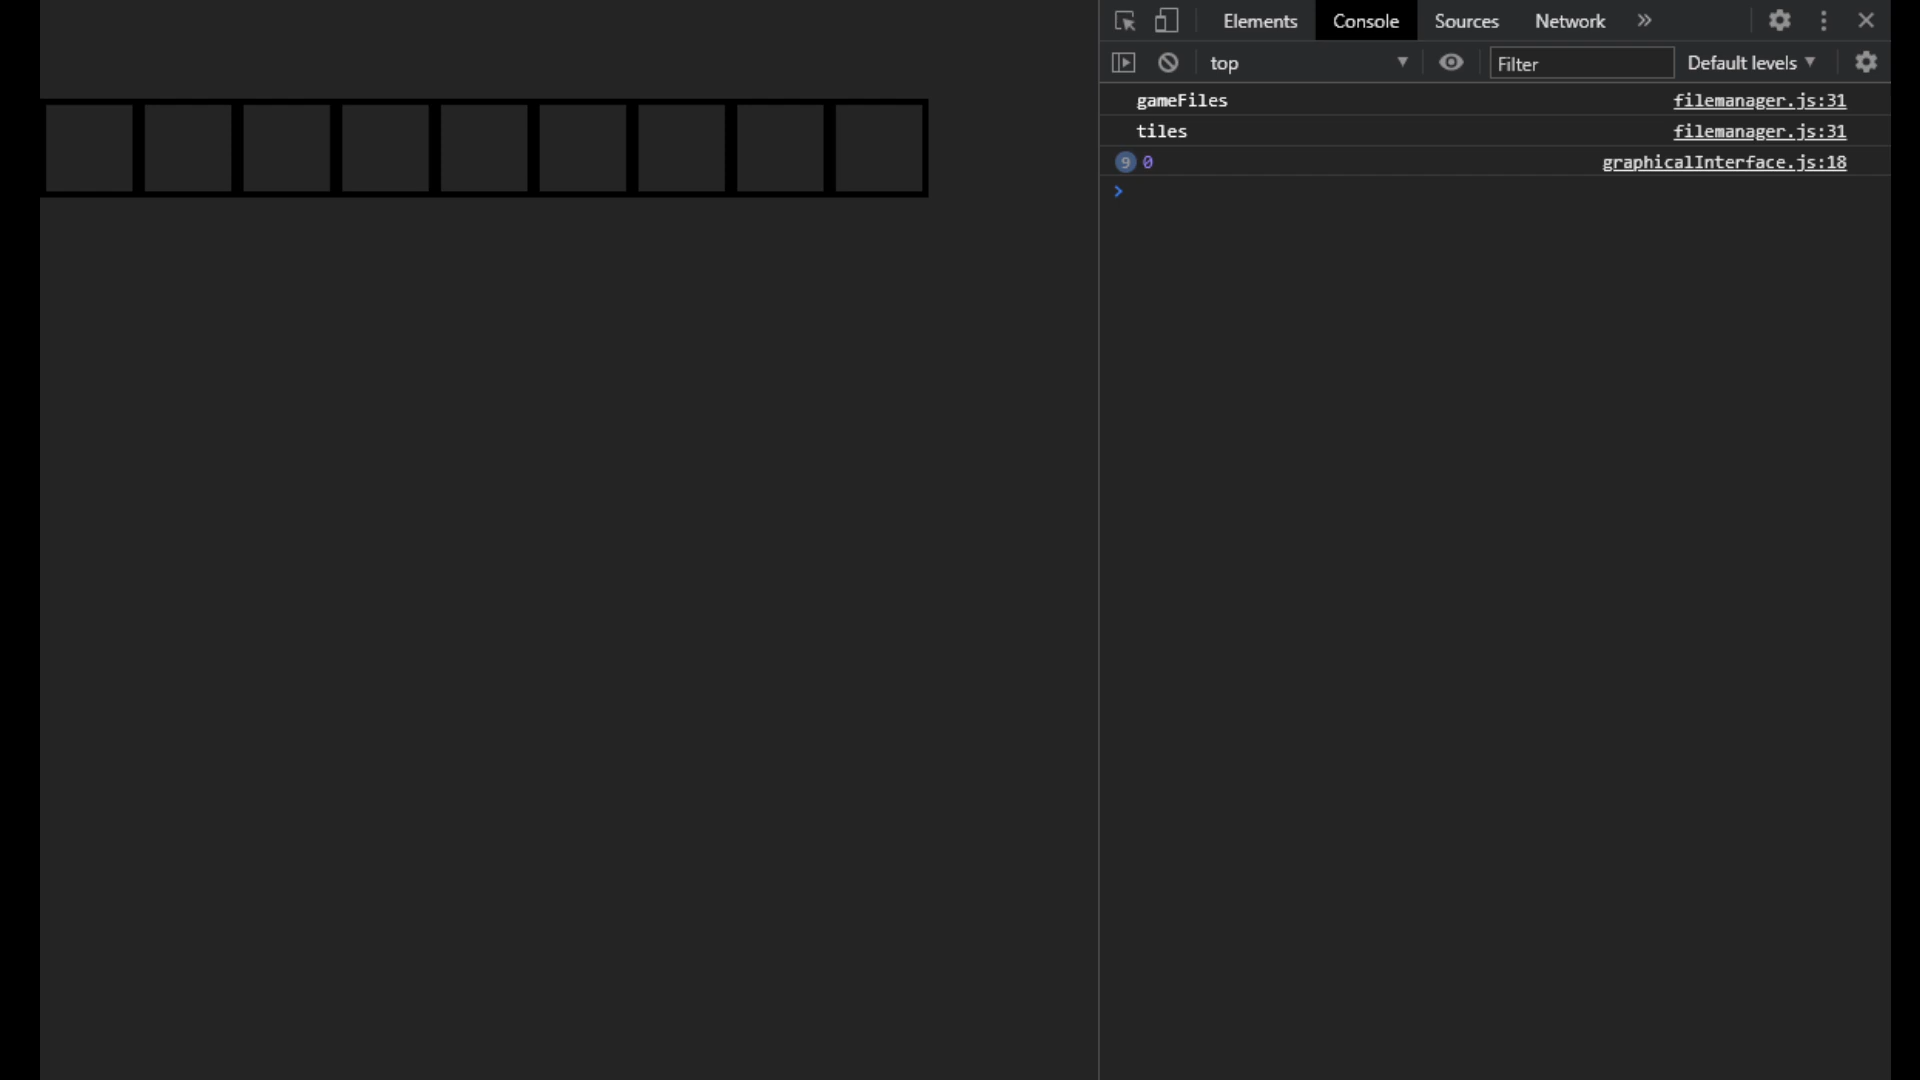 Elements Console Sources Network
top Filter Default levels
gameFiles filemanager.js:31
tiles filemanager.js:31
9 0 graphicalInterface.js:18